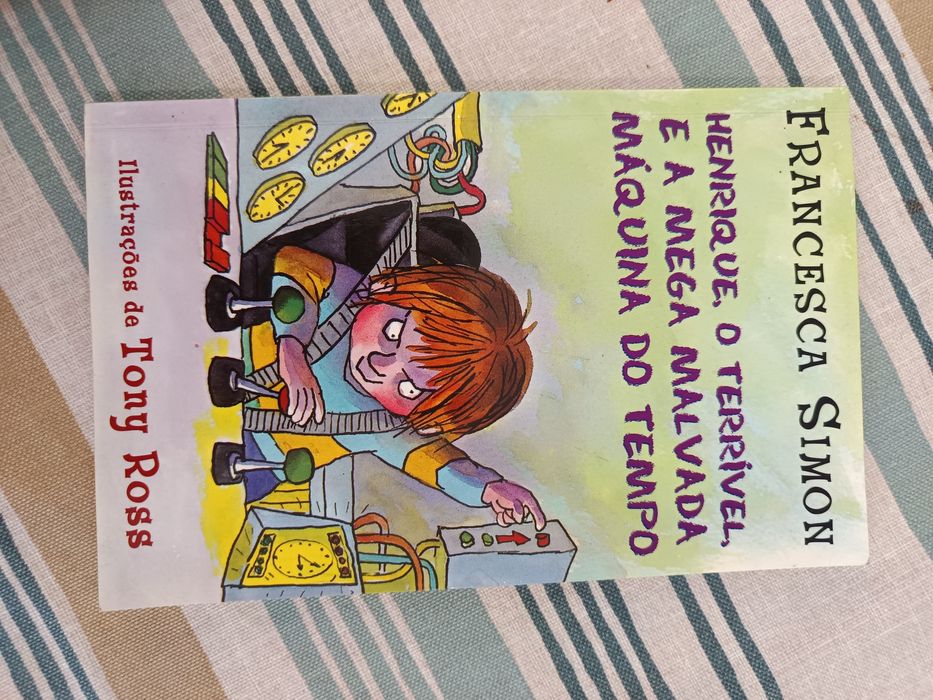 FRANCESCA SIMON
HENRIQUE, O TERRÍVEL,
E A MEGA MALVADA
MÁQUINA DO TEMPO
Ilustrações de Tony Ross